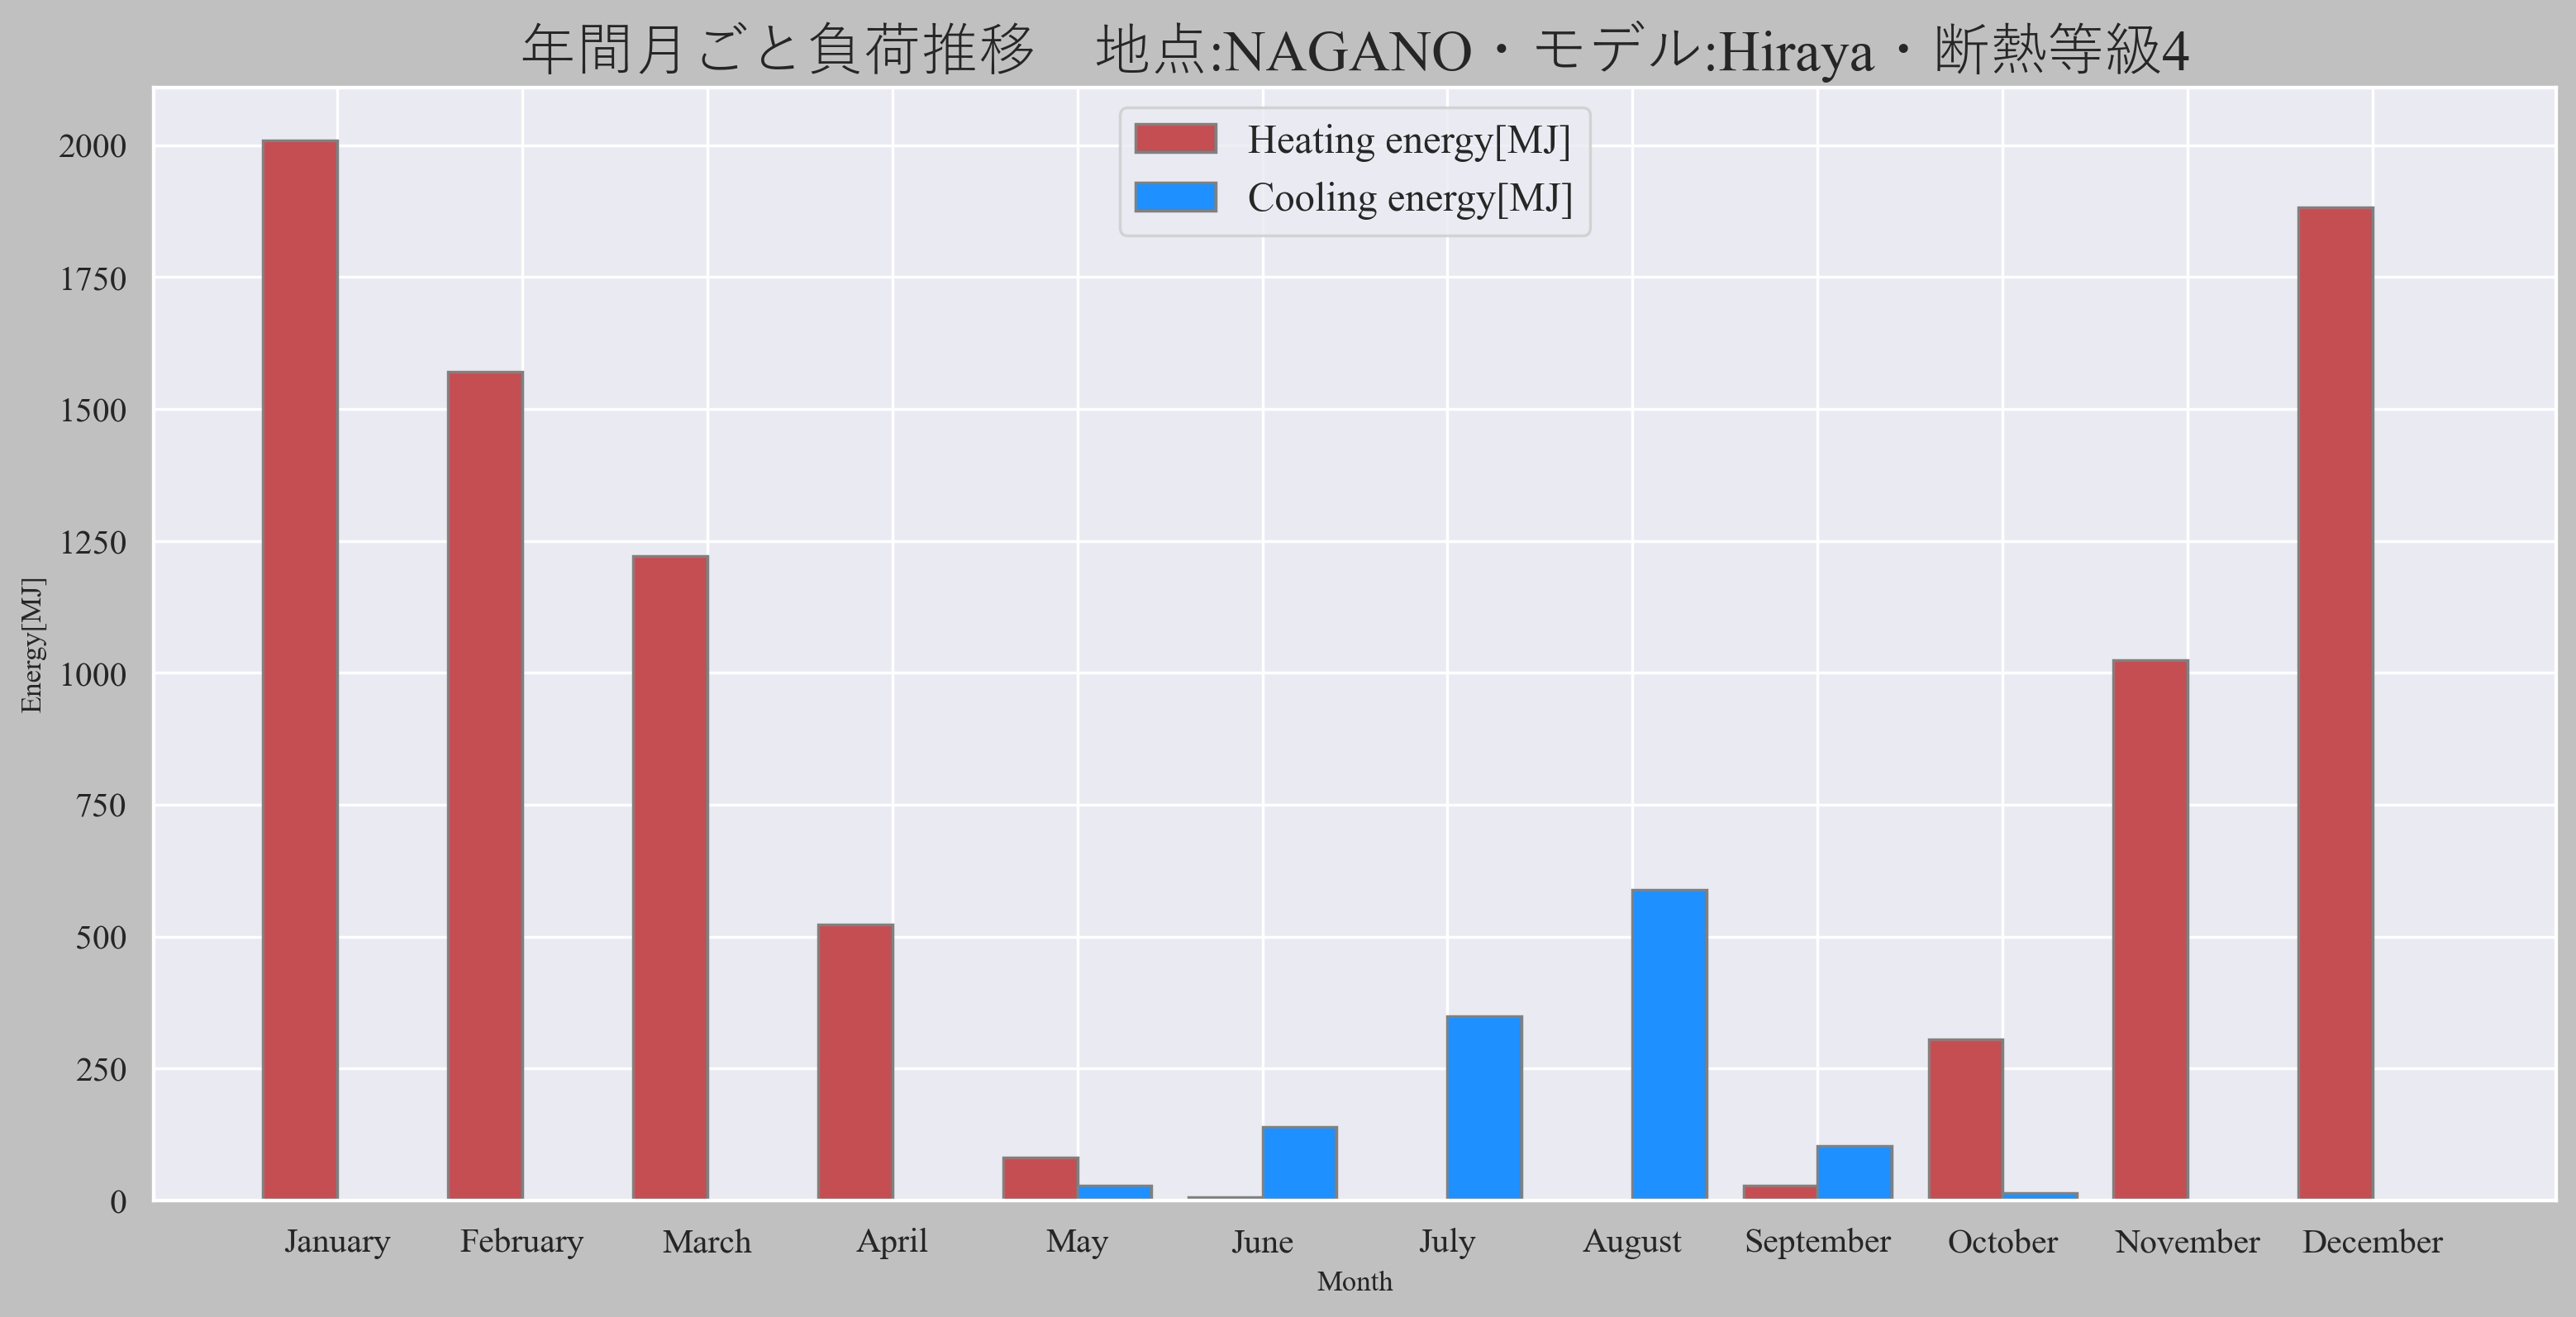 年間月ごと負荷推移　地点:NAGANO・モデル:Hiraya・断熱等級4
Heating energy[MJ]
Cooling energy[MJ]
Energy[MJ]
2000
1750
1500
1250
1000
750
500
250
0
January February March April May June July August September October November December
Month